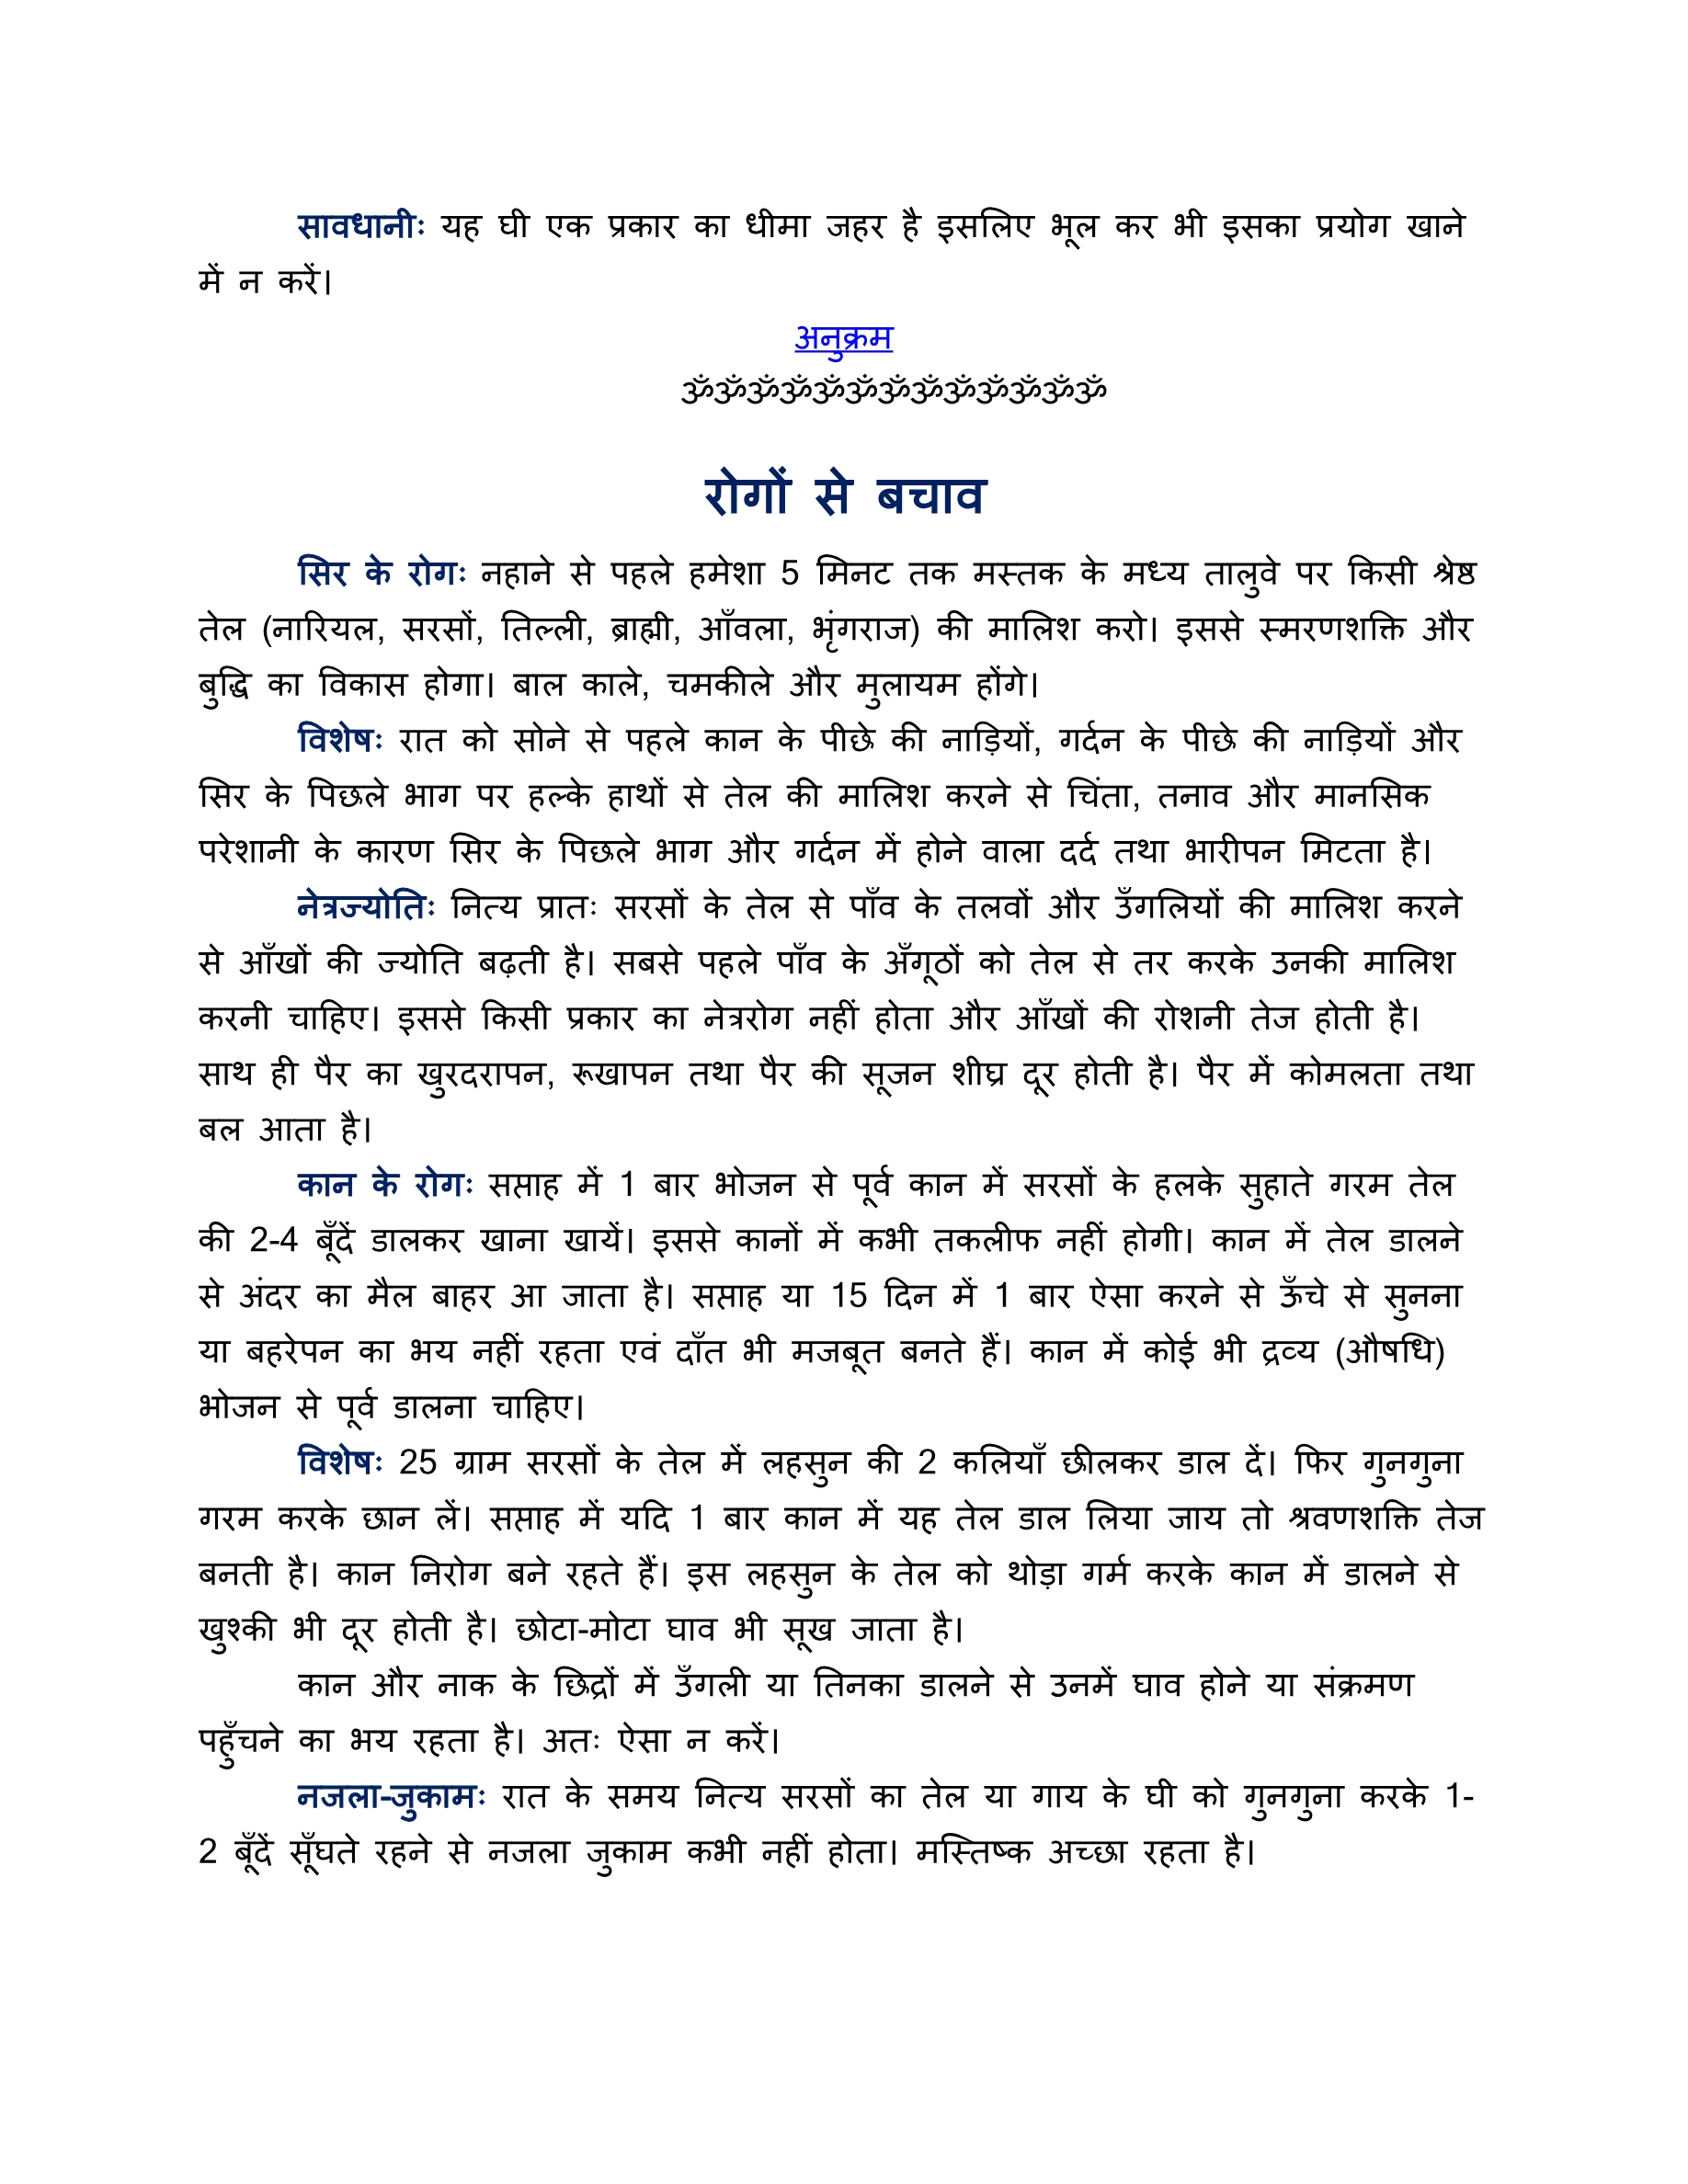 सावधानीः यह घी एक प्रकार का धीमा जहर है इसलिए भूल कर भी इसका प्रयोग खाने
में न करें।
अनुक्रम
ॐॐॐॐॐॐॐॐॐॐॐॐॐ
रोगों से बचाव
सिर के रोगः नहाने से पहले हमेशा 5 मिनट तक मस्तक के मध्य तालुवे पर किसी श्रेष्ठ
तेल (नारियल, सरसों, तिल्ली, ब्राह्मी, आँवला, भृंगराज) की मालिश करो। इससे स्मरणशक्ति और
बुद्धि का विकास होगा। बाल काले, चमकीले और मुलायम होंगे।
विशेषः रात को सोने से पहले कान के पीछे की नाड़ियों, गर्दन के पीछे की नाड़ियों और
सिर के पिछले भाग पर हल्के हाथों से तेल की मालिश करने से चिंता, तनाव और मानसिक
परेशानी के कारण सिर के पिछले भाग और गर्दन में होने वाला दर्द तथा भारीपन मिटता है।
नेत्रज्योतिः नित्य प्रातः सरसों के तेल से पाँव के तलवों और उँगलियों की मालिश करने
से आँखों की ज्योति बढ़ती है। सबसे पहले पाँव के अँगूठों को तेल से तर करके उनकी मालिश
करनी चाहिए। इससे किसी प्रकार का नेत्ररोग नहीं होता और आँखों की रोशनी तेज होती है।
साथ ही पैर का खुरदरापन, रूखापन तथा पैर की सूजन शीघ्र दूर होती है। पैर में कोमलता तथा
बल आता है।
कान के रोगः सप्ताह में 1 बार भोजन से पूर्व कान में सरसों के हलके सुहाते गरम तेल
की 2-4 बूँदें डालकर खाना खायें। इससे कानों में कभी तकलीफ नहीं होगी। कान में तेल डालने
से अंदर का मैल बाहर आ जाता है। सप्ताह या 15 दिन में 1 बार ऐसा करने से ऊँचे से सुनना
या बहरेपन का भय नहीं रहता एवं दाँत भी मजबूत बनते हैं। कान में कोई भी द्रव्य (औषधि)
भोजन से पूर्व डालना चाहिए।
विशेषः 25 ग्राम सरसों के तेल में लहसुन की 2 कलियाँ छीलकर डाल दें। फिर गुनगुना
गरम करके छान लें। सप्ताह में यदि 1 बार कान में यह तेल डाल लिया जाय तो श्रवणशक्ति तेज
बनती है। कान निरोग बने रहते हैं। इस लहसुन के तेल को थोड़ा गर्म करके कान में डालने से
खुश्की भी दूर होती है। छोटा-मोटा घाव भी सूख जाता है।
कान और नाक के छिद्रों में उँगली या तिनका डालने से उनमें घाव होने या संक्रमण
पहुँचने का भय रहता है। अतः ऐसा न करें।
नजला-जुकामः रात के समय नित्य सरसों का तेल या गाय के घी को गुनगुना करके 1-
2 बूँदें सूँघते रहने से नजला जुकाम कभी नहीं होता। मस्तिष्क अच्छा रहता है।